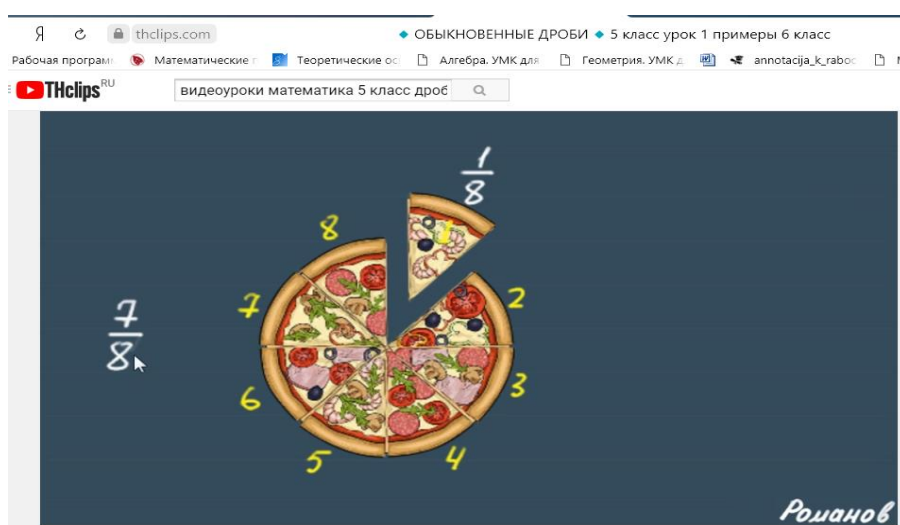 Я thclips.com ◆ ОБЫКНОВЕННЫЕ ДРОБИ ◆ 5 класс урок 1 примеры 6 класс
Рабочая програм Математические Теоретические ос Алгебра. УМК для Геометрия. УМК д annotacija_k_raboc
THclips RU видеоуроки математика 5 класс дроб
1
8
8
7
2
7
8
3
6
5
4
Романов